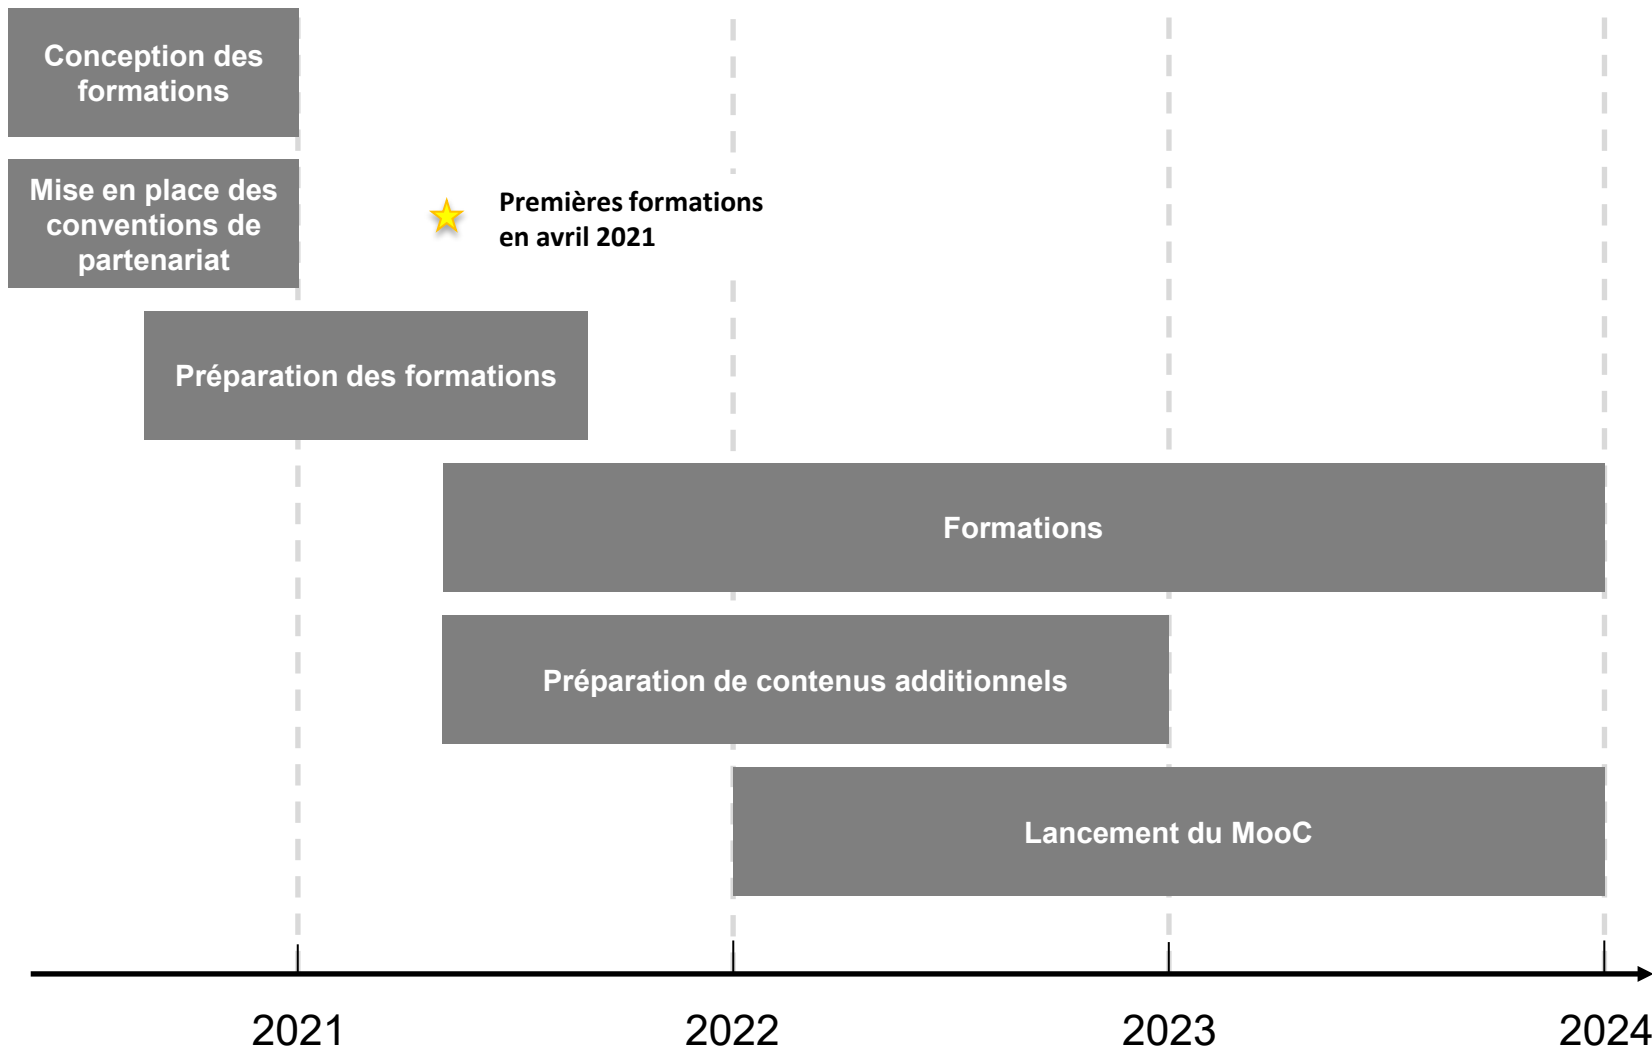 Conception des
formations
Mise en place des
conventions de
partenariat
Premières formations
en avril 2021
Préparation des formations
Formations
Préparation de contenus additionnels
Lancement du MooC
2021
2022
2023
2024